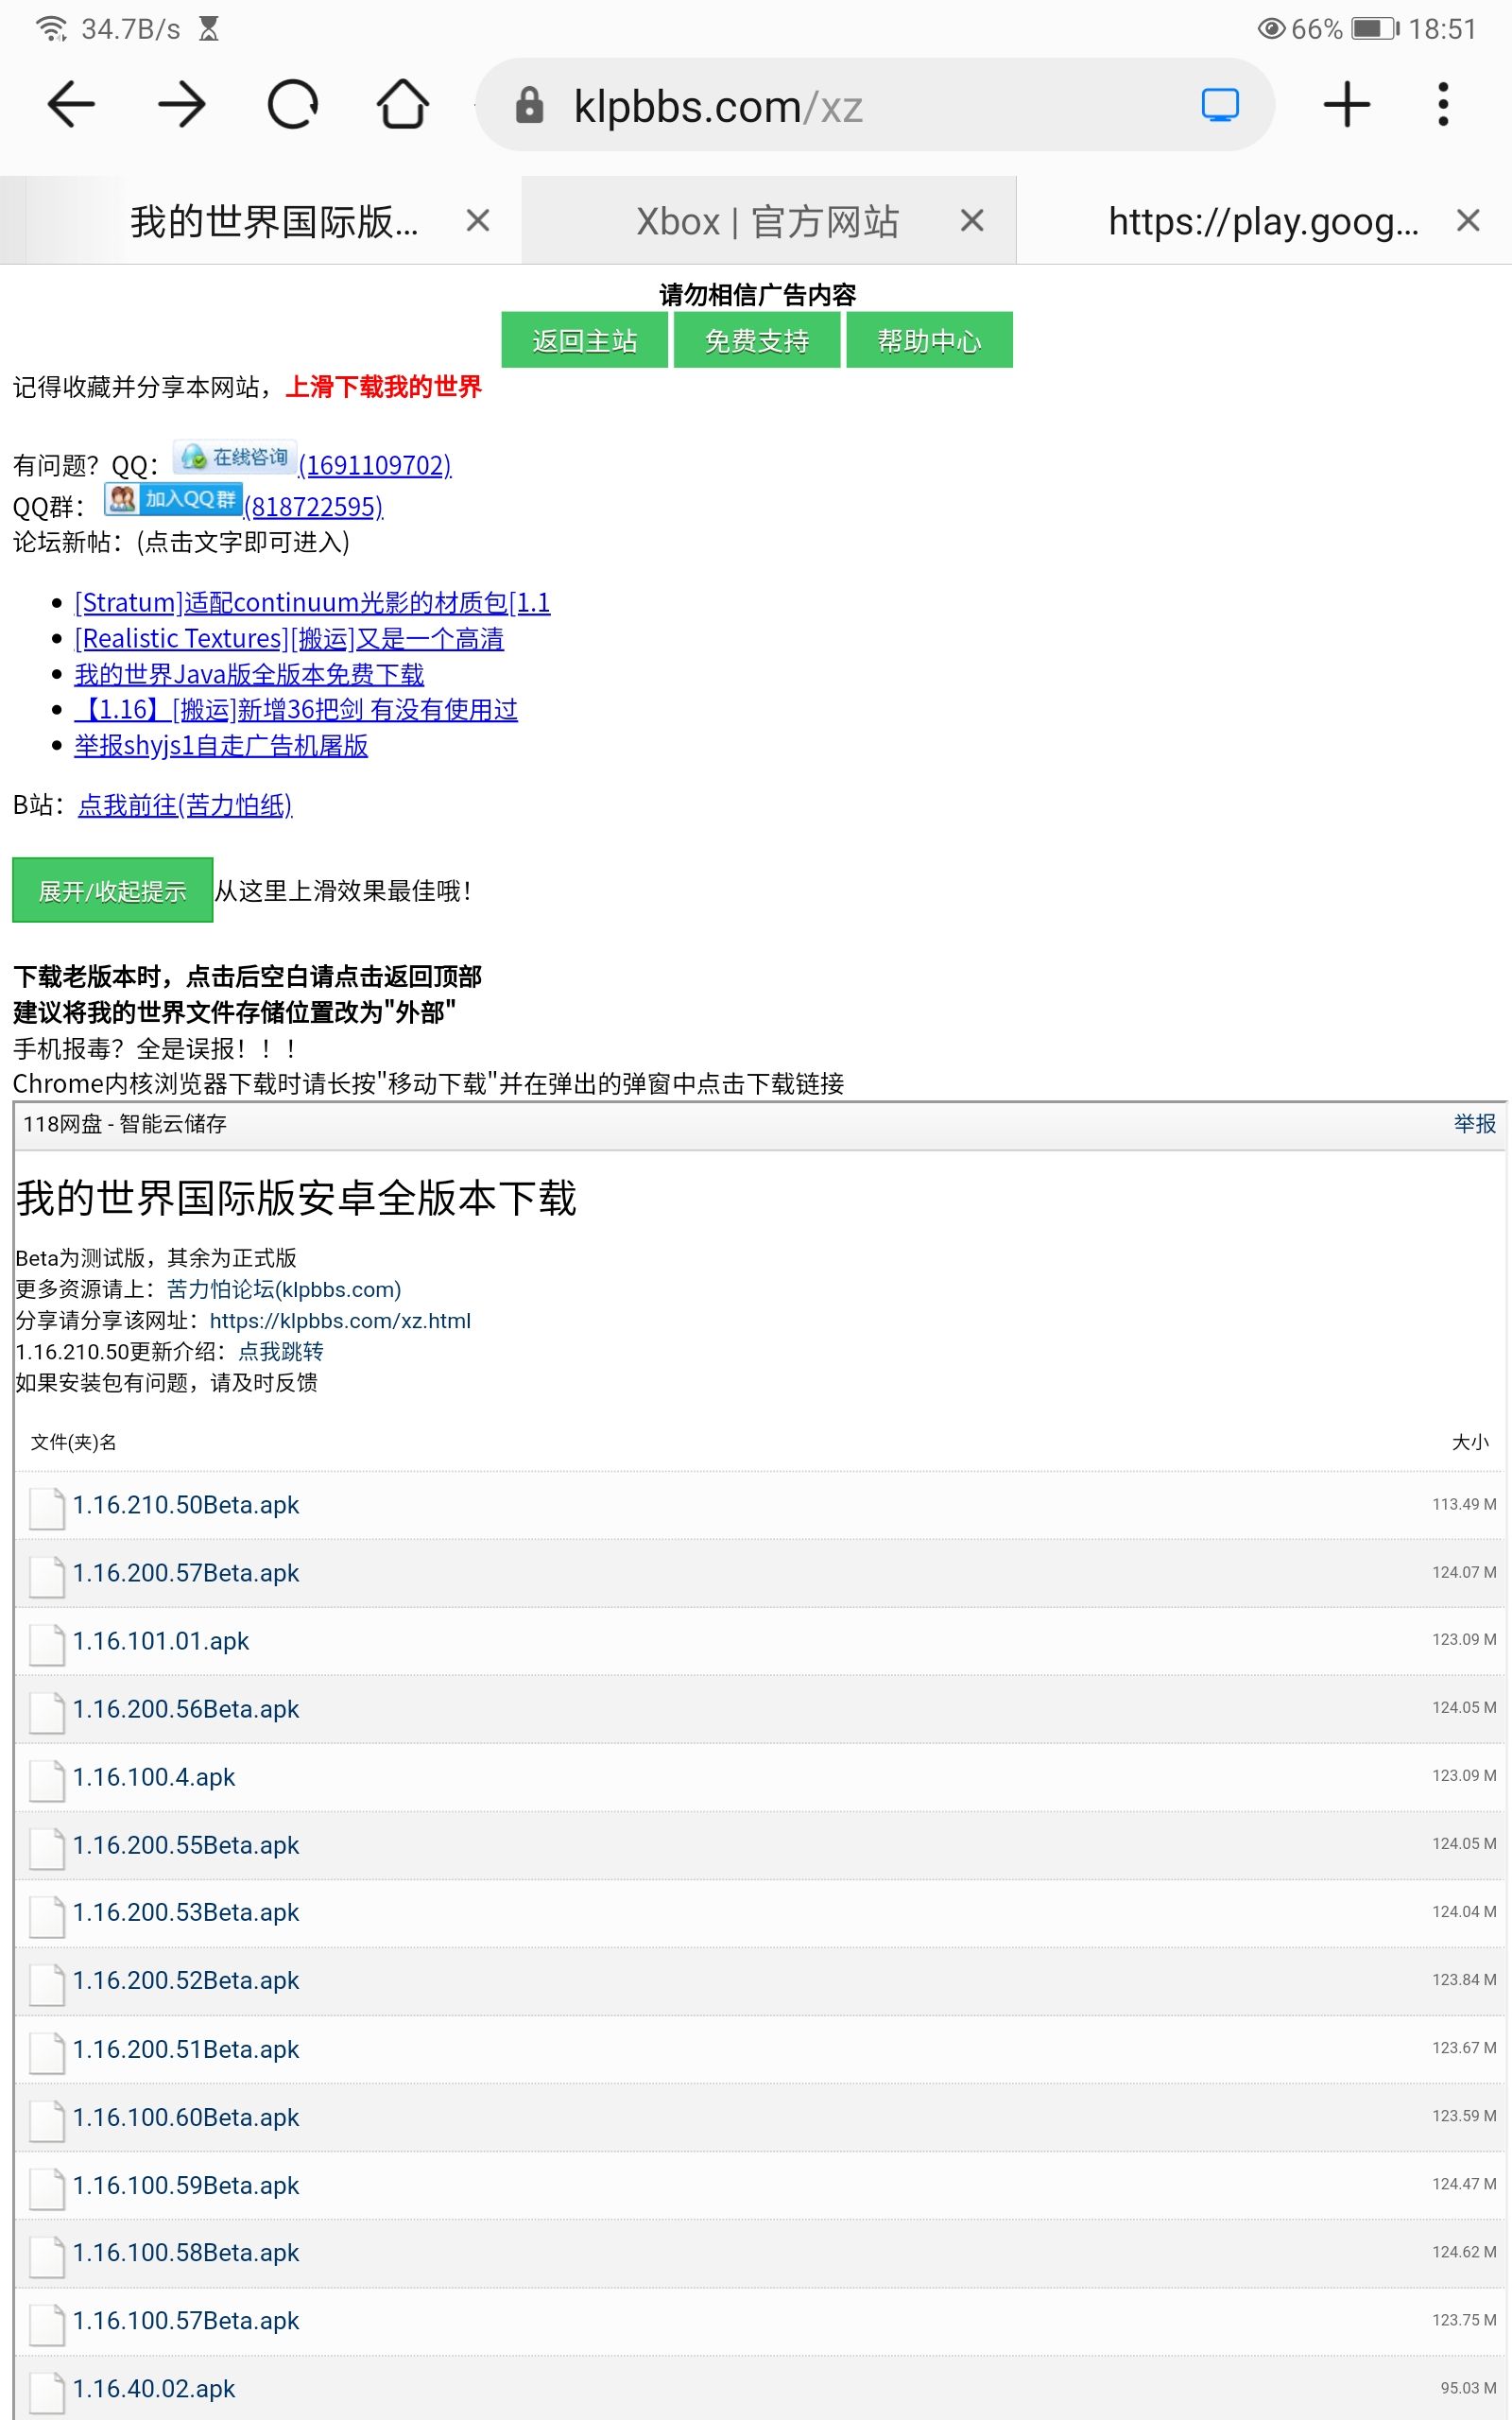 34.7B/s
66% 18:51
klpbbs.com/xz
我的世界国际版...
Xbox | 官方网站
https://play.goog...
请勿相信广告内容
返回主站 免费支持 帮助中心
记得收藏并分享本网站，上滑下载我的世界
有问题？QQ：在线咨询(1691109702)
QQ群：加入QQ群(818722595)
论坛新帖：(点击文字即可进入)
[Stratum]适配continuum光影的材质包[1.1
[Realistic Textures][搬运]又是一个高清
我的世界Java版全版本免费下载
【1.16】[搬运]新增36把剑 有没有使用过
举报shyjs1自走广告机屠版
B站：点我前往(苦力怕纸)
展开/收起提示从这里上滑效果最佳哦！
下载老版本时，点击后空白请点击返回顶部
建议将我的世界文件存储位置改为"外部"
手机报毒？全是误报！！！
Chrome内核浏览器下载时请长按"移动下载"并在弹出的弹窗中点击下载链接
118网盘 - 智能云储存 举报
我的世界国际版安卓全版本下载
Beta为测试版，其余为正式版
更多资源请上：苦力怕论坛(klpbbs.com)
分享请分享该网址：https://klpbbs.com/xz.html
1.16.210.50更新介绍：点我跳转
如果安装包有问题，请及时反馈
文件(夹)名 大小
1.16.210.50Beta.apk 113.49 M
1.16.200.57Beta.apk 124.07 M
1.16.101.01.apk 123.09 M
1.16.200.56Beta.apk 124.05 M
1.16.100.4.apk 123.09 M
1.16.200.55Beta.apk 124.05 M
1.16.200.53Beta.apk 124.04 M
1.16.200.52Beta.apk 123.84 M
1.16.200.51Beta.apk 123.67 M
1.16.100.60Beta.apk 123.59 M
1.16.100.59Beta.apk 124.47 M
1.16.100.58Beta.apk 124.62 M
1.16.100.57Beta.apk 123.75 M
1.16.40.02.apk 95.03 M